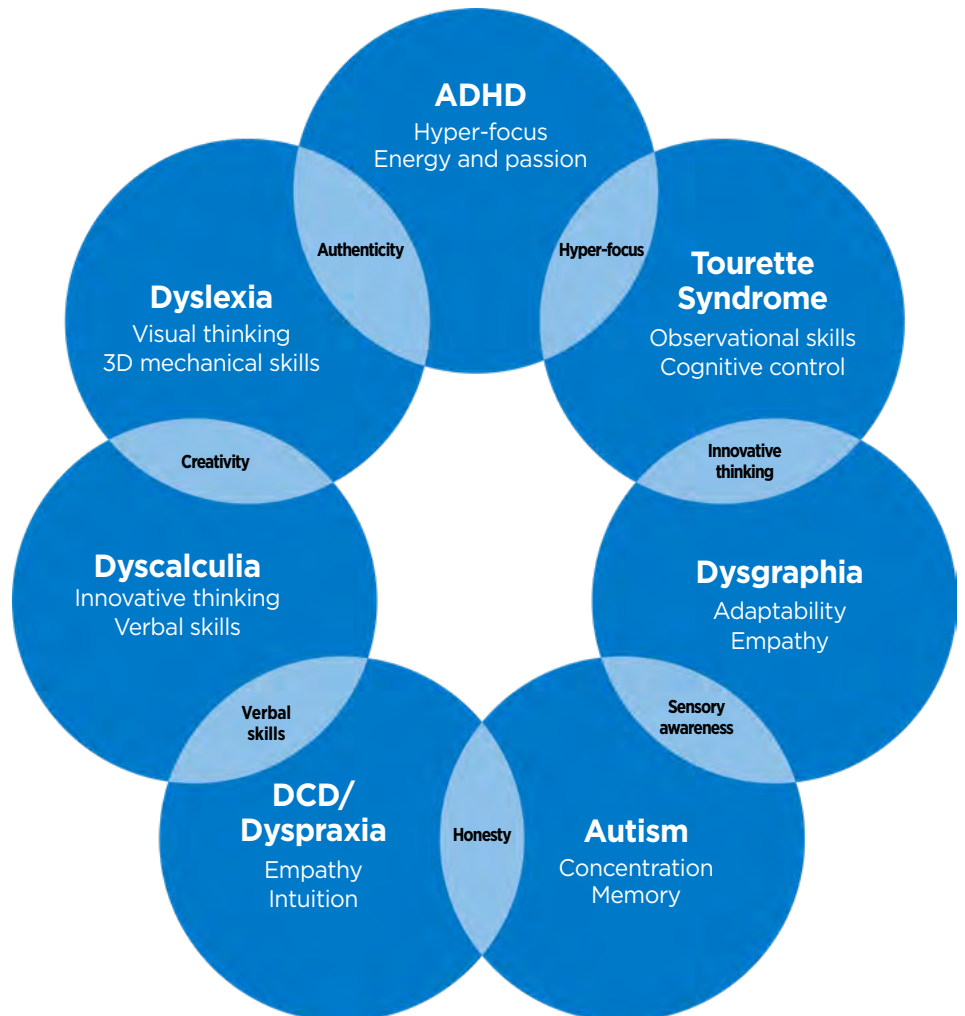 ADHD
Hyper-focus
Energy and passion
Authenticity
Hyper-focus
Tourette
Syndrome
Observational skills
Cognitive control
Dyslexia
Visual thinking
3D mechanical skills
Creativity
Innovative
thinking
Dyscalculia
Innovative thinking
Verbal skills
Dysgraphia
Adaptability
Empathy
Verbal
skills
Sensory
awareness
DCD/
Dyspraxia
Empathy
Intuition
Honesty
Autism
Concentration
Memory